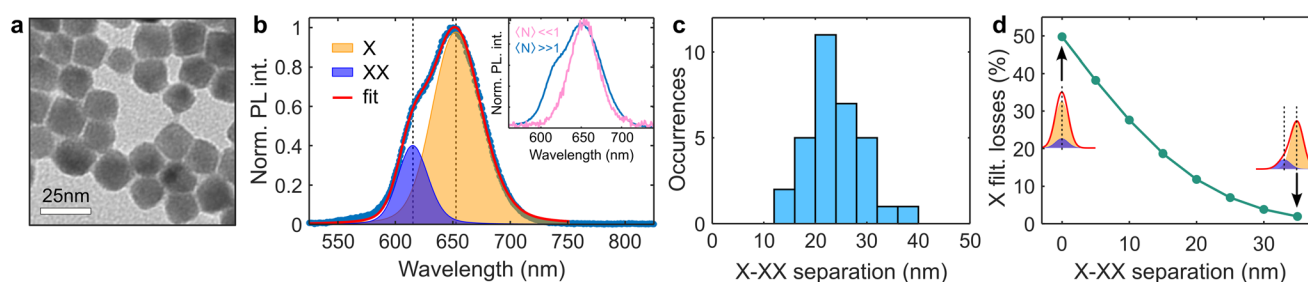 a
25nm
b
Norm. PL int.
1
0.8
0.6
0.4
0.2
0
X
XX
fit
550
600
650
700
750
800
Wavelength (nm)
Norm. PL. int.
⟨N⟩<<1
⟨N⟩>>1
600
650
700
Wavelength (nm)
c
Occurrences
10
5
0
0
10
20
30
40
50
X-XX separation (nm)
d
X filt. losses (%)
50
40
30
20
10
0
0
10
20
30
X-XX separation (nm)